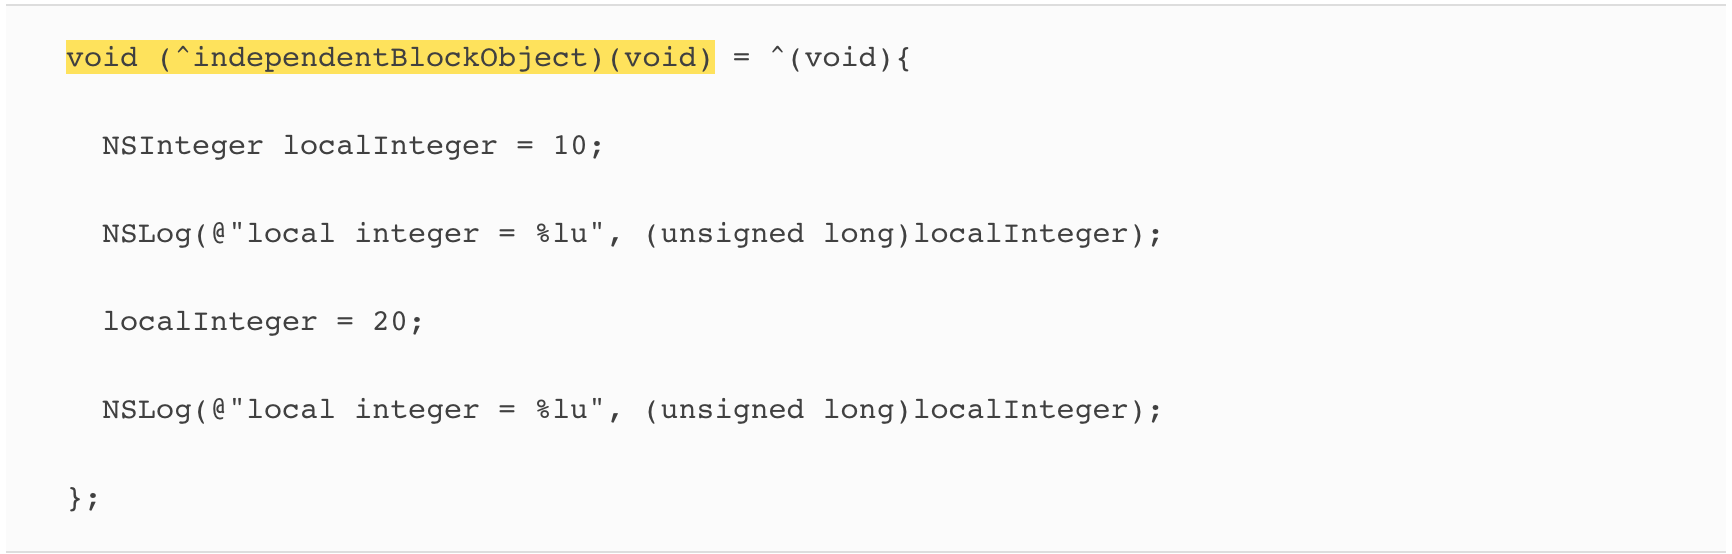 void (^independentBlockObject)(void) = ^(void){
NSInteger localInteger = 10;
NSLog(@"local integer = %lu", (unsigned long)localInteger);
localInteger = 20;
NSLog(@"local integer = %lu", (unsigned long)localInteger);
};